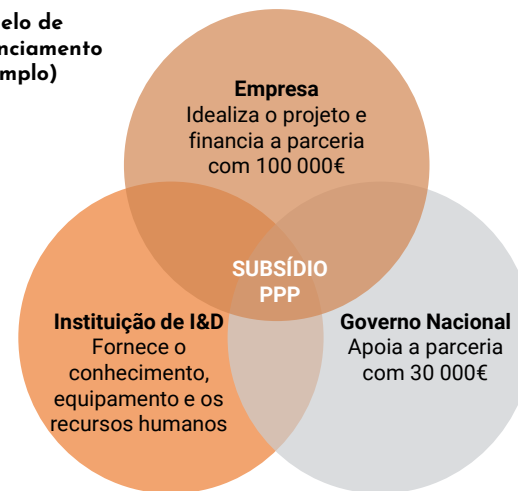 elo de
nciamento
mplo)
Empresa
Idealiza o projeto e
financia a parceria
com 100 000€
SUBSÍDIO
PPP
Instituição de I&D
Fornece o
conhecimento,
equipamento e os
recursos humanos
Governo Nacional
Apoia a parceria
com 30 000€